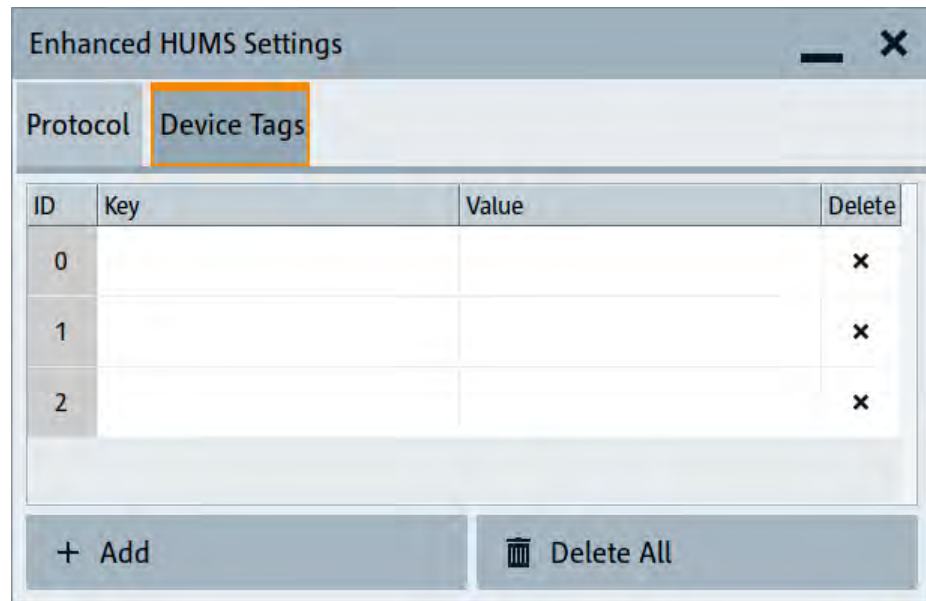 Enhanced HUMS Settings
Protocol Device Tags
ID Key Value Delete
0
1
2
+ Add Delete All